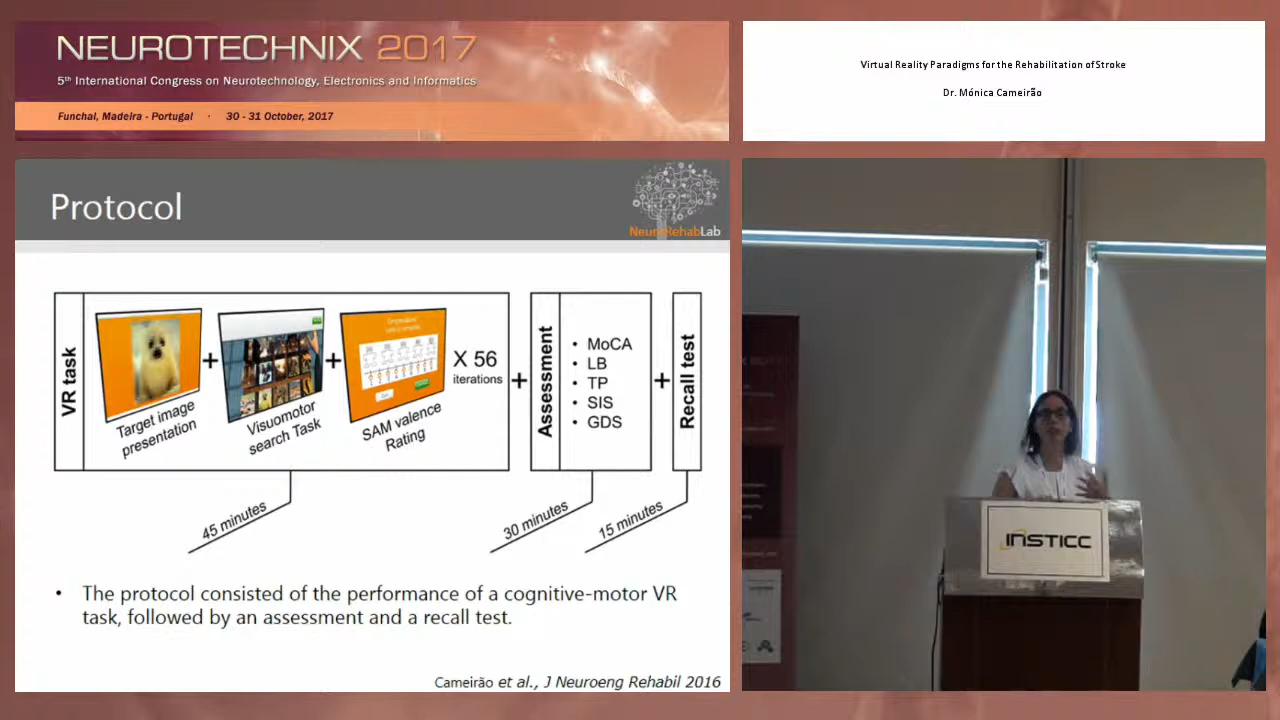 NEUROTECHNIX 2017
5th International Congress on Neurotechnology, Electronics and Informatics
Funchal, Madeira - Portugal · 30 - 31 October, 2017
Virtual Reality Paradigms for the Rehabilitation of Stroke
Dr. Mónica Cameirão
Protocol
NeuroRehabLab
VR task
Target image
presentation
+
Visuomotor
search Task
+
SAM valence
Rating
X 56
iterations
45 minutes
+
Assessment
• MoCA
• LB
• TP
• SIS
• GDS
30 minutes
+
Recall test
15 minutes
• The protocol consisted of the performance of a cognitive-motor VR
task, followed by an assessment and a recall test.
Cameirão et al., J Neuroeng Rehabil 2016
INSTICC